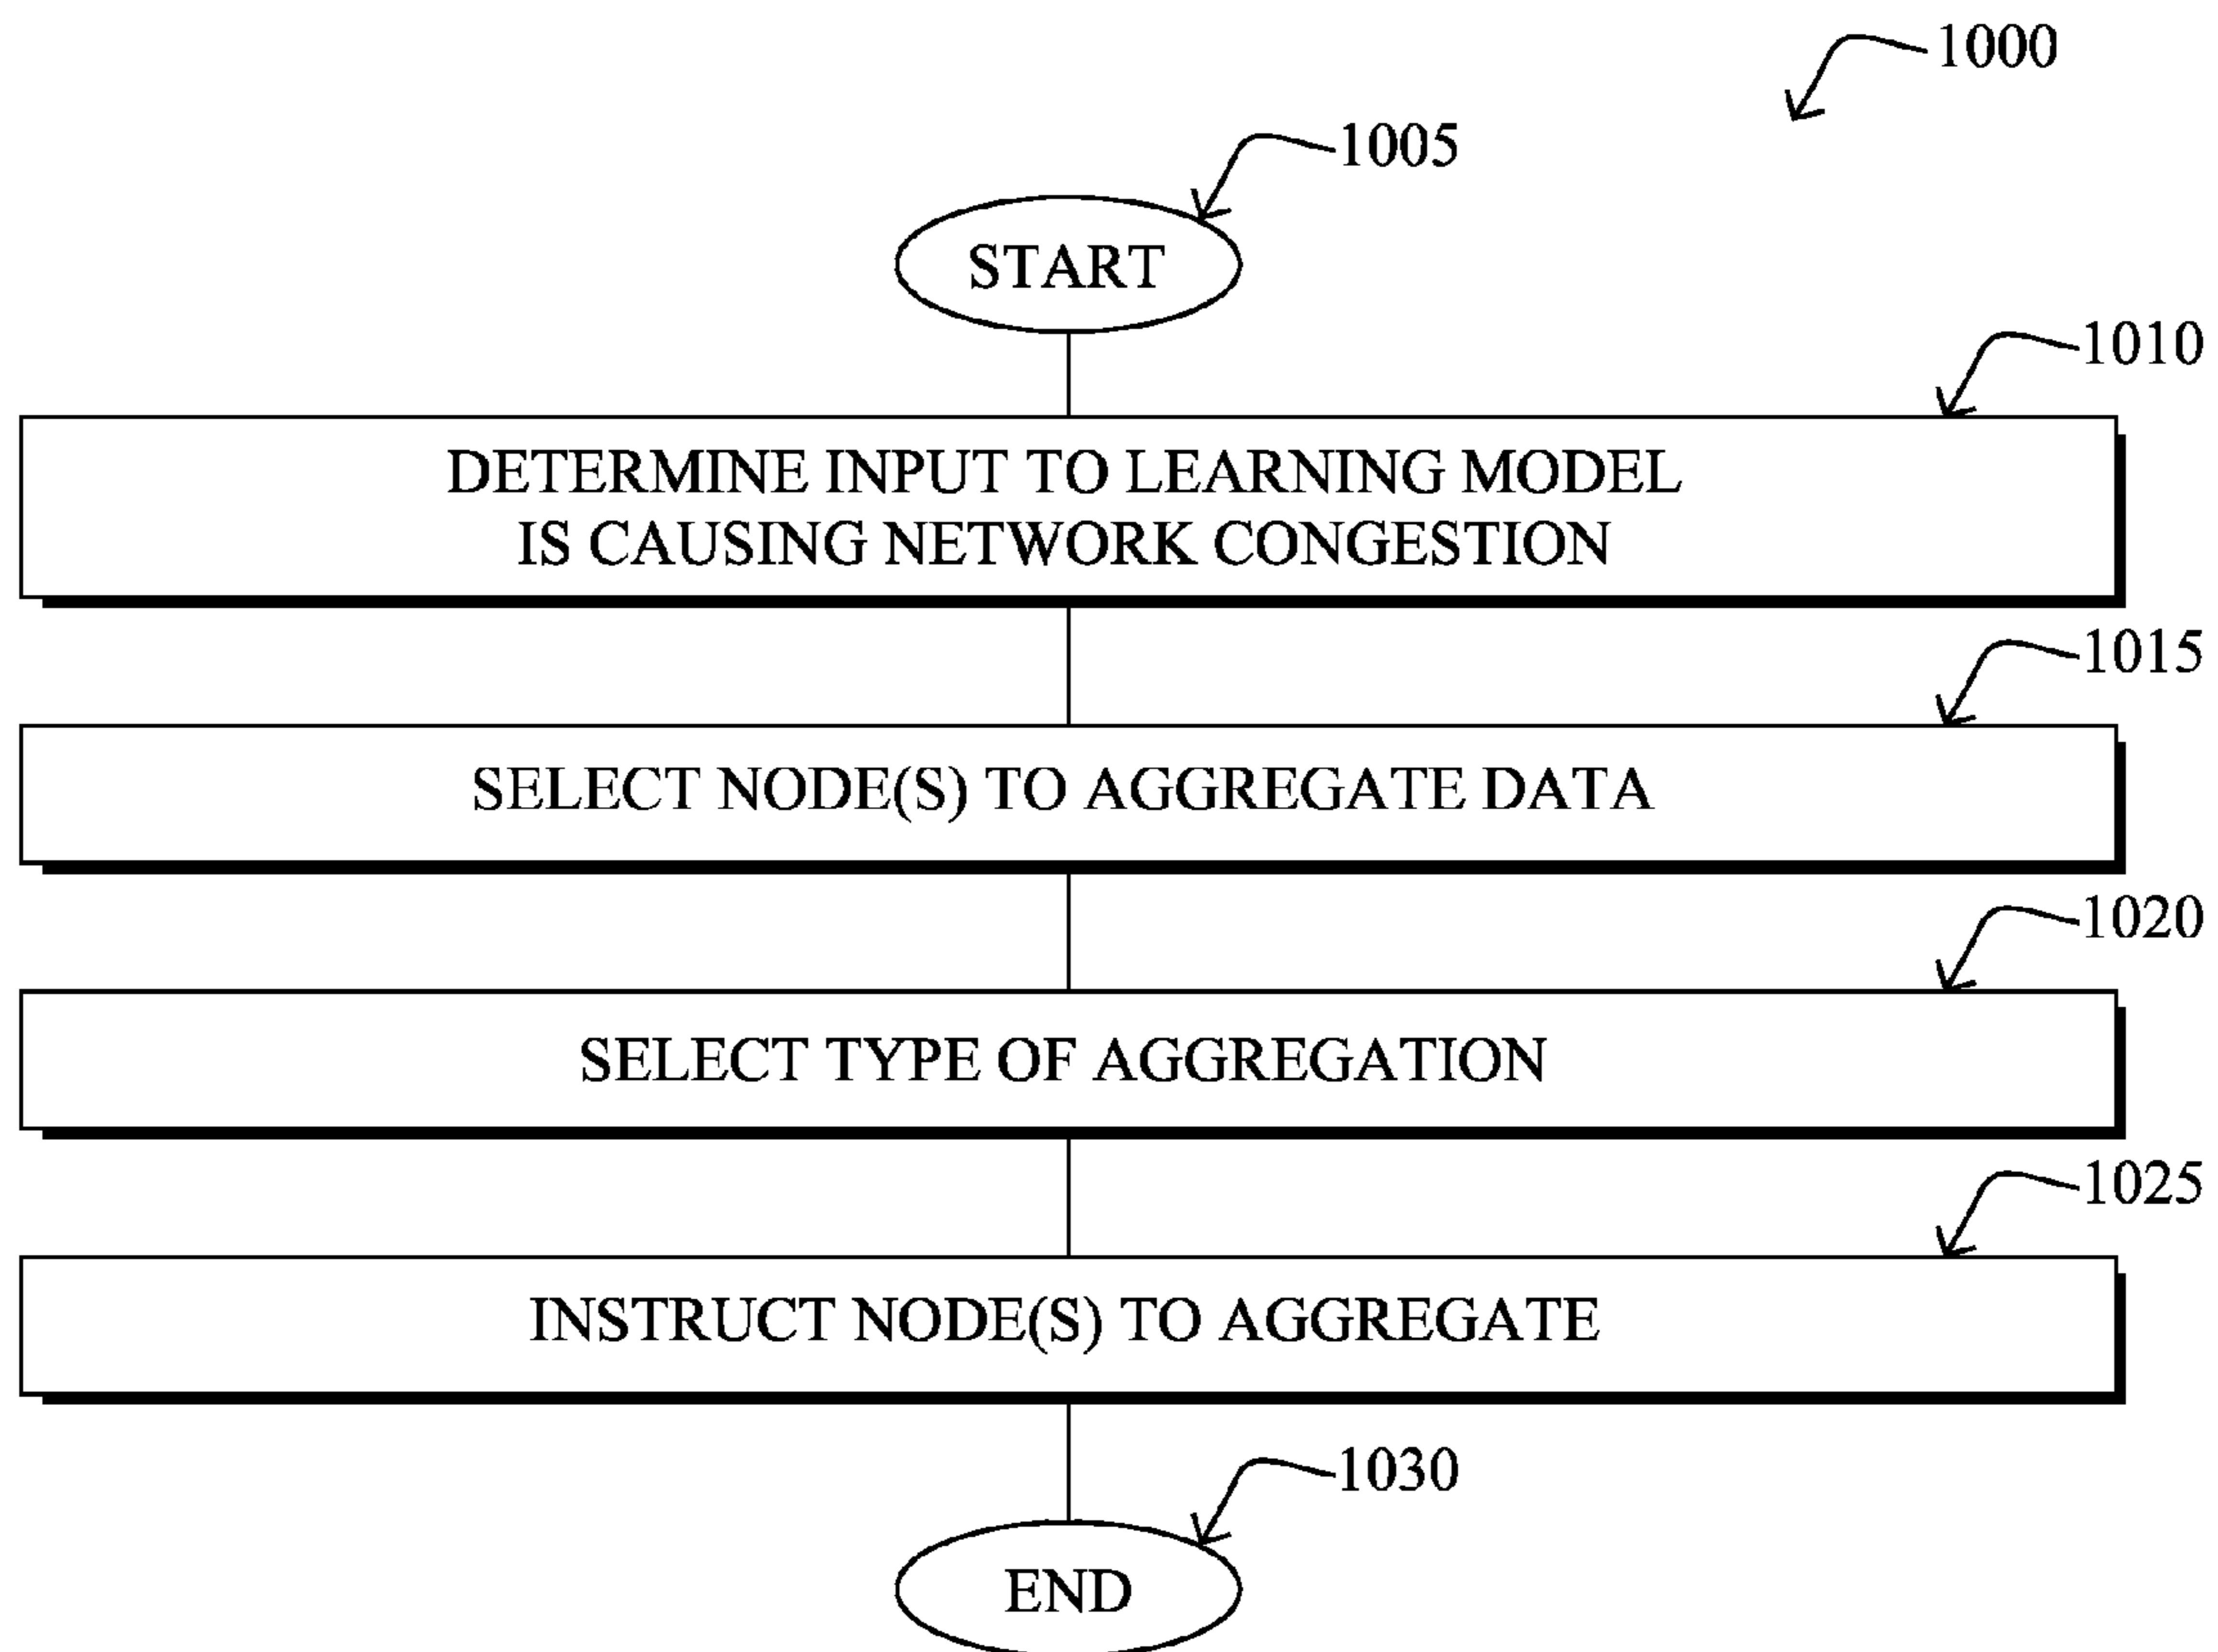 1000
1005
START
1010
DETERMINE INPUT TO LEARNING MODEL
IS CAUSING NETWORK CONGESTION
1015
SELECT NODE(S) TO AGGREGATE DATA
1020
SELECT TYPE OF AGGREGATION
1025
INSTRUCT NODE(S) TO AGGREGATE
1030
END